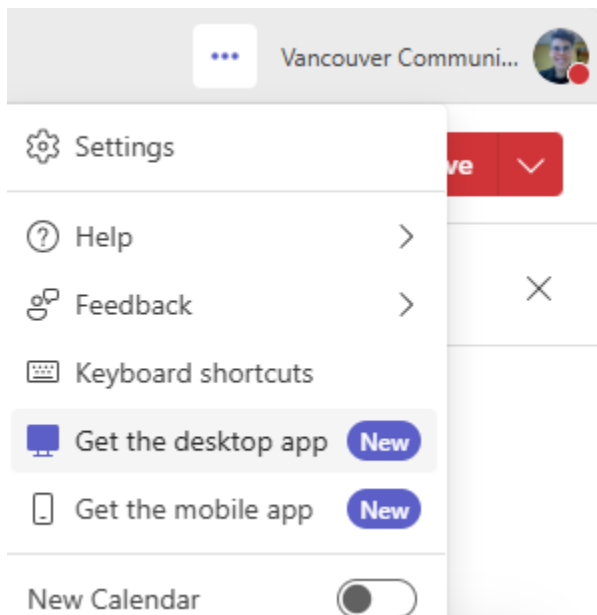 Vancouver Communi...
Settings
ve
Help
Feedback
Keyboard shortcuts
Get the desktop app New
Get the mobile app New
New Calendar